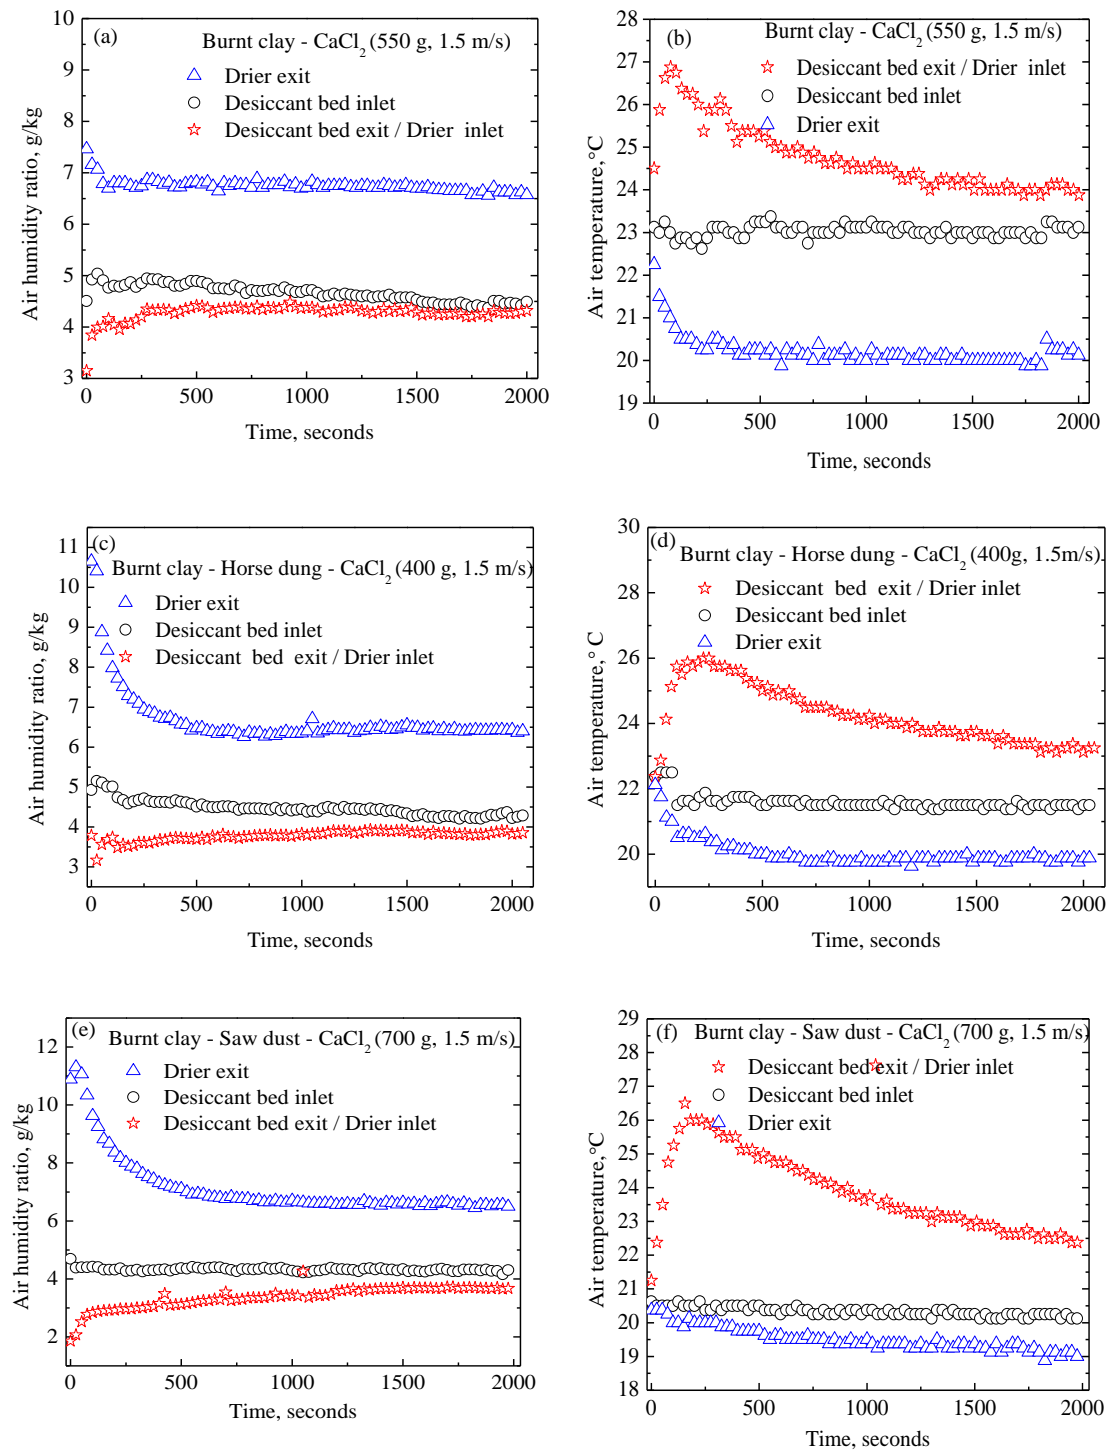 (a)
Burnt clay - CaCl2 (550 g, 1.5 m/s)
Drier exit
Desiccant bed inlet
Desiccant bed exit / Drier inlet
Air humidity ratio, g/kg
10
9
8
7
6
5
4
3
0
500
1000
1500
2000
Time, seconds
(b)
Burnt clay - CaCl2 (550 g, 1.5 m/s)
Desiccant bed exit / Drier inlet
Desiccant bed inlet
Drier exit
Air temperature,°C
28
27
26
25
24
23
22
21
20
19
0
500
1000
1500
2000
Time, seconds
(c)
Burnt clay - Horse dung - CaCl2 (400 g, 1.5 m/s)
Drier exit
Desiccant bed inlet
Desiccant bed exit / Drier inlet
Air humidity ratio, g/kg
11
10
9
8
7
6
5
4
3
0
500
1000
1500
2000
Time, seconds
(d)
Burnt clay - Horse dung - CaCl2 (400g, 1.5m/s).
Desiccant bed exit / Drier inlet
Desiccant bed inlet
Drier exit
Air temperature,° C
30
28
26
24
22
20
0
500
1000
1500
2000
Time, seconds
(e)
Burnt clay - Saw dust - CaCl2 (700 g, 1.5 m/s)
Drier exit
Desiccant bed inlet
Desiccant bed exit / Drier inlet
Air humidity ratio, g/kg
12
10
8
6
4
2
0
500
1000
1500
2000
Time, seconds
(f)
Burnt clay - Saw dust - CaCl2 (700 g, 1.5 m/s)
Desiccant bed exit / Drier inlet
Desiccant bed inlet
Drier exit
Air temperature,°C
29
28
27
26
25
24
23
22
21
20
19
18
0
500
1000
1500
2000
Time, seconds